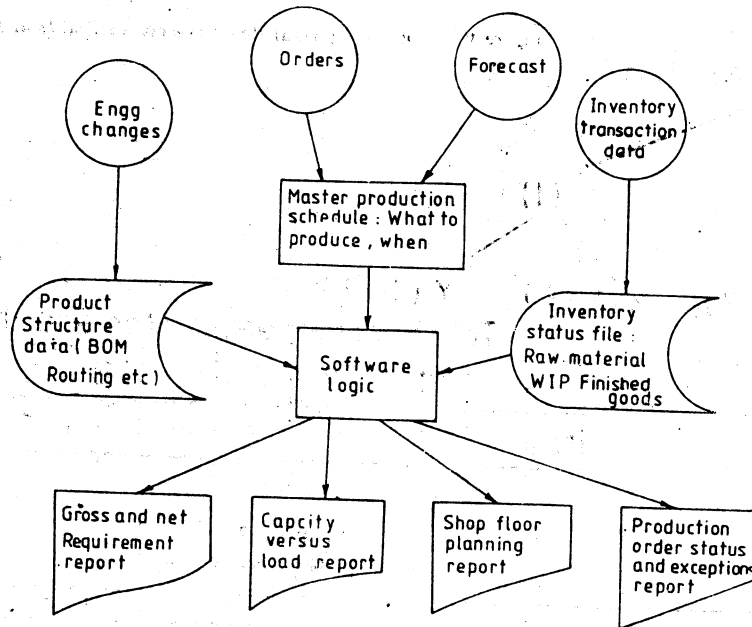 Orders
Forecast
Engg
changes
Inventory
transaction
data
Master production
schedule : What to
produce , when
Product
Structure
data ( BOM
Routing etc)
Software
logic
Inventory
status file :
Raw material
WIP Finished
goods
Gross and net
Requirement
report
Capcity
versus
load report
Shop floor
planning
report
Production
order status
and exception
report